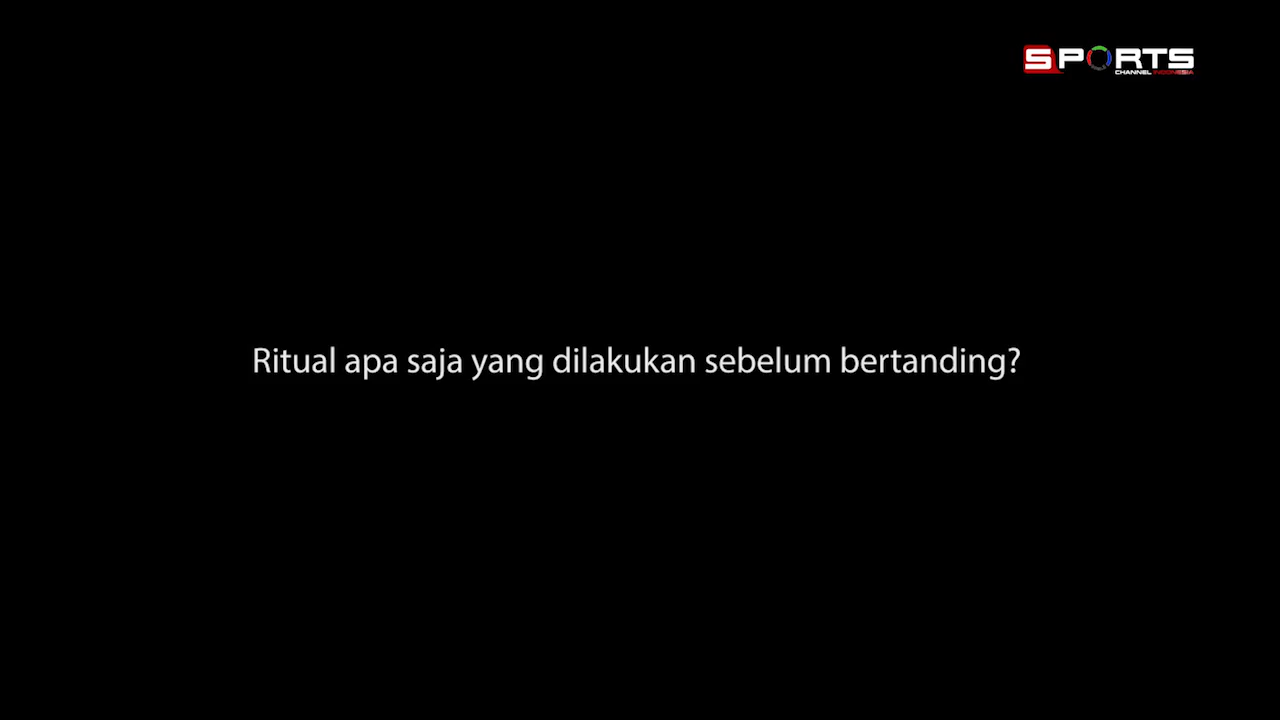 SPORTS
CHANNEL INDONESIA
Ritual apa saja yang dilakukan sebelum bertanding?